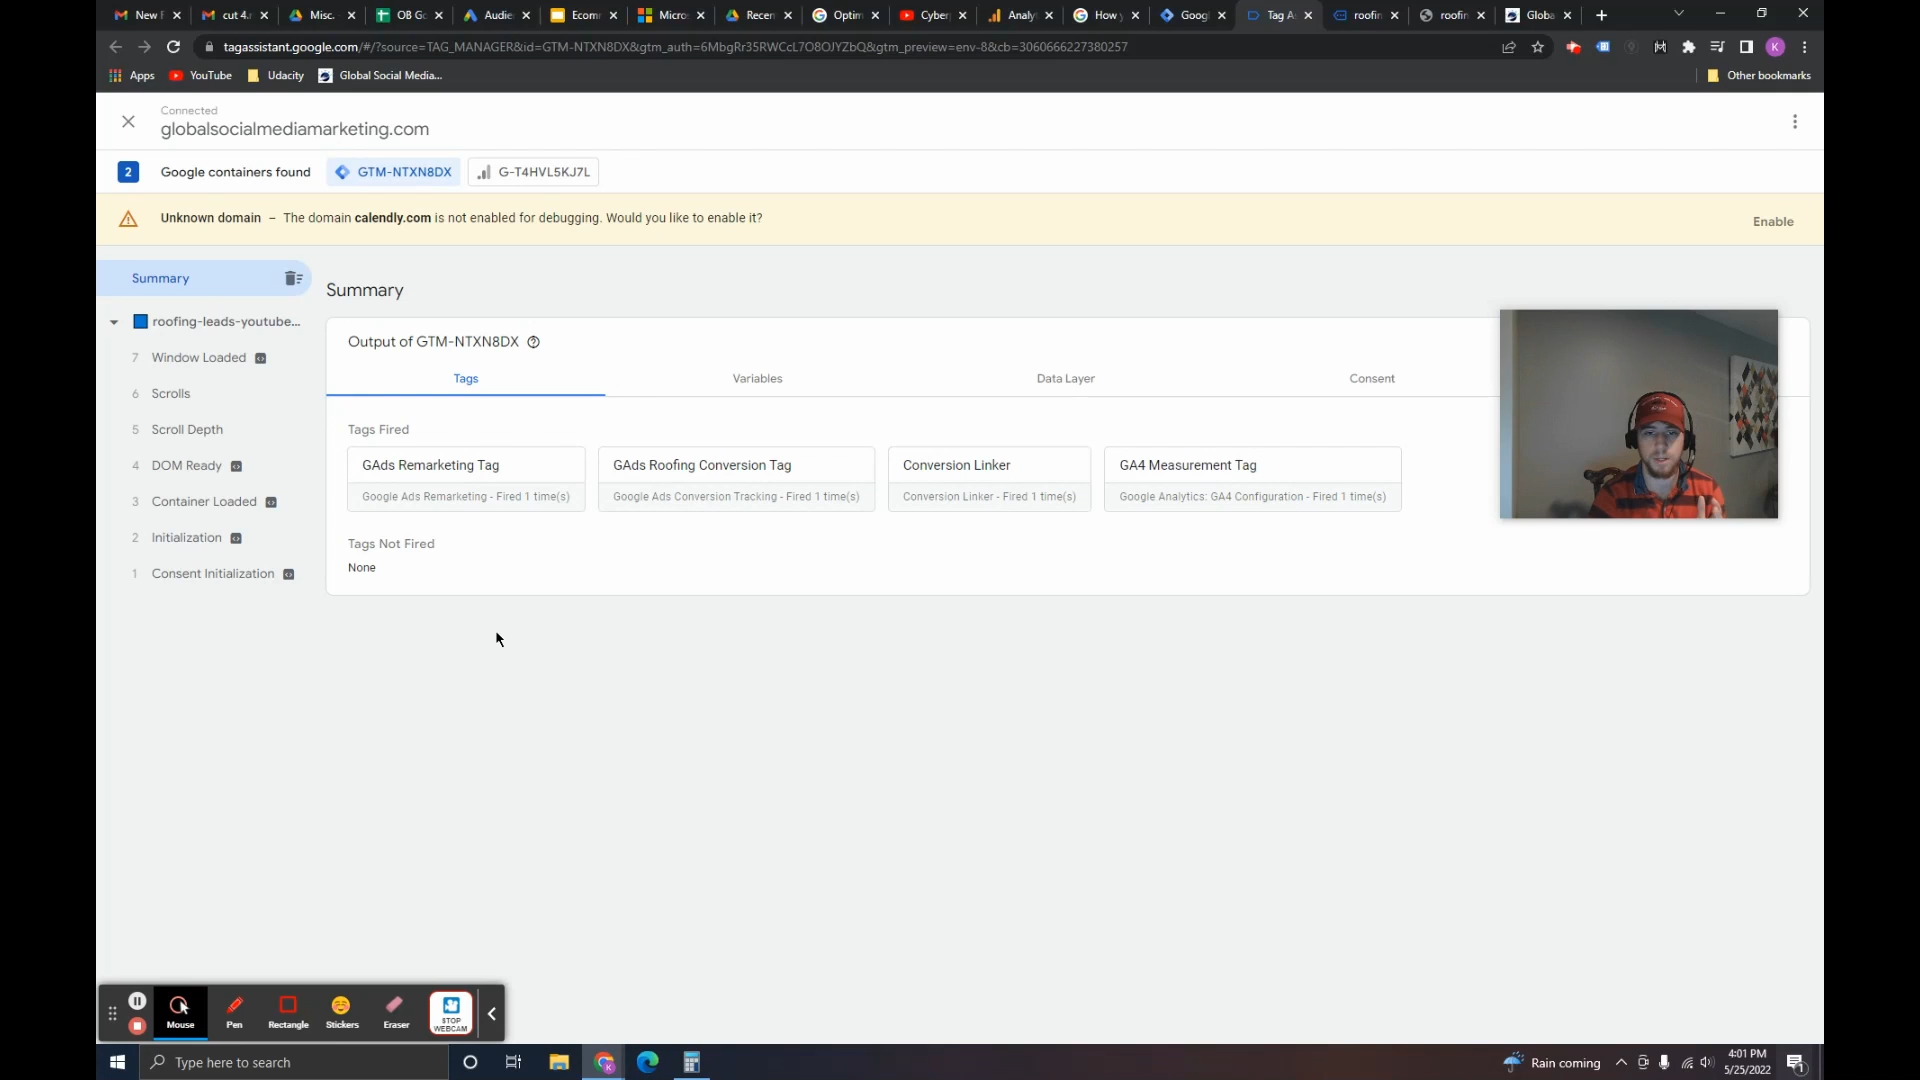 New F
cut 4.r
Misc.
OB Go
Audie
Ecom
Micro
Recen
Optim
Cyber
Analy
How y
Googl
Tag A
roofin
roofin
Globa
tagassistant.google.com/#/?source=TAG_MANAGER&id=GTM-NTXN8DX&gtm_auth=6MbgRr35RWCcL7O8OJYZbQ&gtm_preview=env-8&cb=3060666227380257
K
Apps
YouTube
Udacity
Global Social Media...
Other bookmarks
Connected
globalsocialmediamarketing.com
2
Google containers found
GTM-NTXN8DX
G-T4HVL5KJ7L
Unknown domain – The domain calendly.com is not enabled for debugging. Would you like to enable it?
Enable
Summary
roofing-leads-youtube...
7 Window Loaded
6 Scrolls
5 Scroll Depth
4 DOM Ready
3 Container Loaded
2 Initialization
1 Consent Initialization
Summary
Output of GTM-NTXN8DX
Tags
Variables
Data Layer
Consent
Tags Fired
GAds Remarketing Tag
Google Ads Remarketing - Fired 1 time(s)
GAds Roofing Conversion Tag
Google Ads Conversion Tracking - Fired 1 time(s)
Conversion Linker
Conversion Linker - Fired 1 time(s)
GA4 Measurement Tag
Google Analytics: GA4 Configuration - Fired 1 time(s)
Tags Not Fired
None
Mouse
Pen
Rectangle
Stickers
Eraser
STOP
WEBCAM
Type here to search
Rain coming
4:01 PM
5/25/2022
1